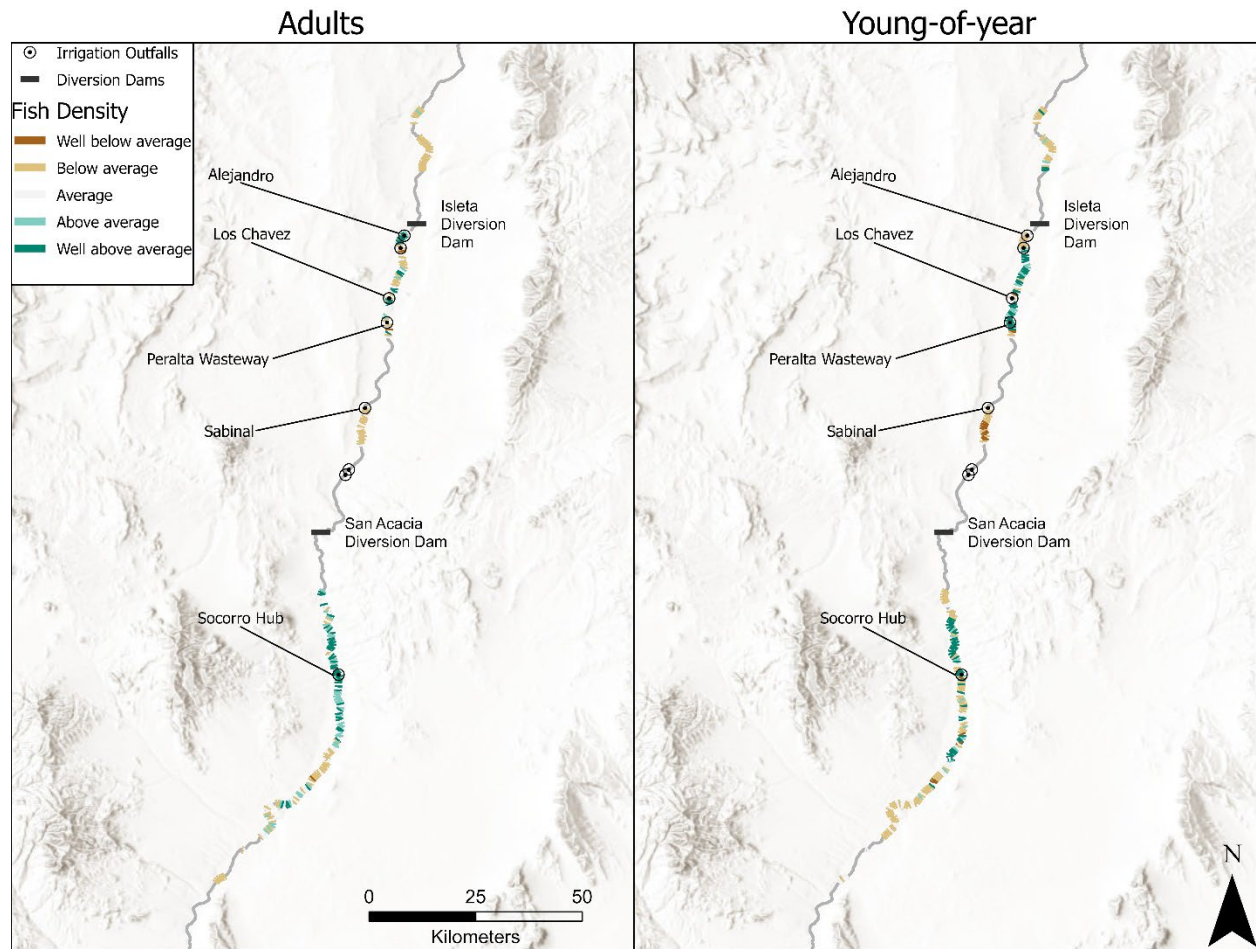 Adults
Irrigation Outfalls
Diversion Dams
Fish Density
Well below average
Below average
Average
Above average
Well above average
Alejandro
Isleta
Diversion
Dam
Los Chavez
Peralta Wasteway
Sabinal
San Acacia
Diversion Dam
Socorro Hub
0 25 50
Kilometers
Young-of-year
Alejandro
Isleta
Diversion
Dam
Los Chavez
Peralta Wasteway
Sabinal
San Acacia
Diversion Dam
Socorro Hub
N